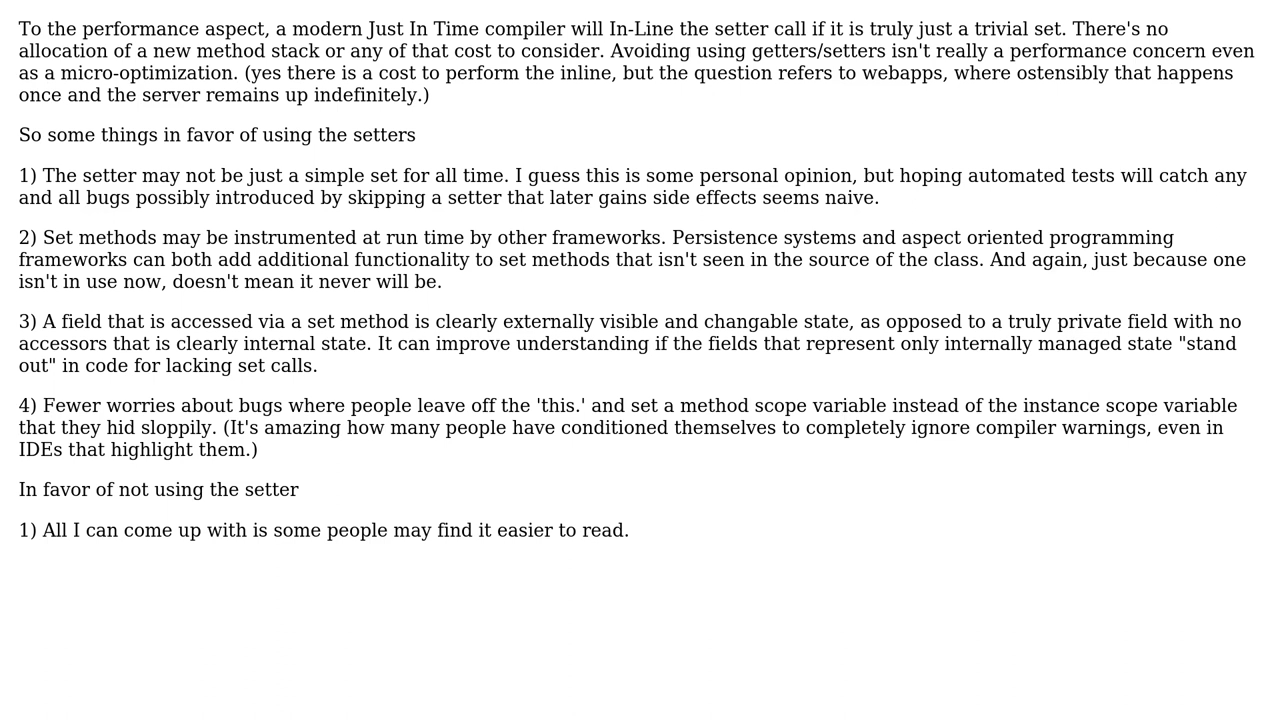 To the performance aspect, a modern Just In Time compiler will In-Line the setter call if it is truly just a trivial set. There's no
allocation of a new method stack or any of that cost to consider. Avoiding using getters/setters isn't really a performance concern even
as a micro-optimization. (yes there is a cost to perform the inline, but the question refers to webapps, where ostensibly that happens
once and the server remains up indefinitely.)
So some things in favor of using the setters
1) The setter may not be just a simple set for all time. I guess this is some personal opinion, but hoping automated tests will catch any
and all bugs possibly introduced by skipping a setter that later gains side effects seems naive.
2) Set methods may be instrumented at run time by other frameworks. Persistence systems and aspect oriented programming
frameworks can both add additional functionality to set methods that isn't seen in the source of the class. And again, just because one
isn't in use now, doesn't mean it never will be.
3) A field that is accessed via a set method is clearly externally visible and changable state, as opposed to a truly private field with no
accessors that is clearly internal state. It can improve understanding if the fields that represent only internally managed state "stand
out" in code for lacking set calls.
4) Fewer worries about bugs where people leave off the 'this.' and set a method scope variable instead of the instance scope variable
that they hid sloppily. (It's amazing how many people have conditioned themselves to completely ignore compiler warnings, even in
IDEs that highlight them.)
In favor of not using the setter
1) All I can come up with is some people may find it easier to read.